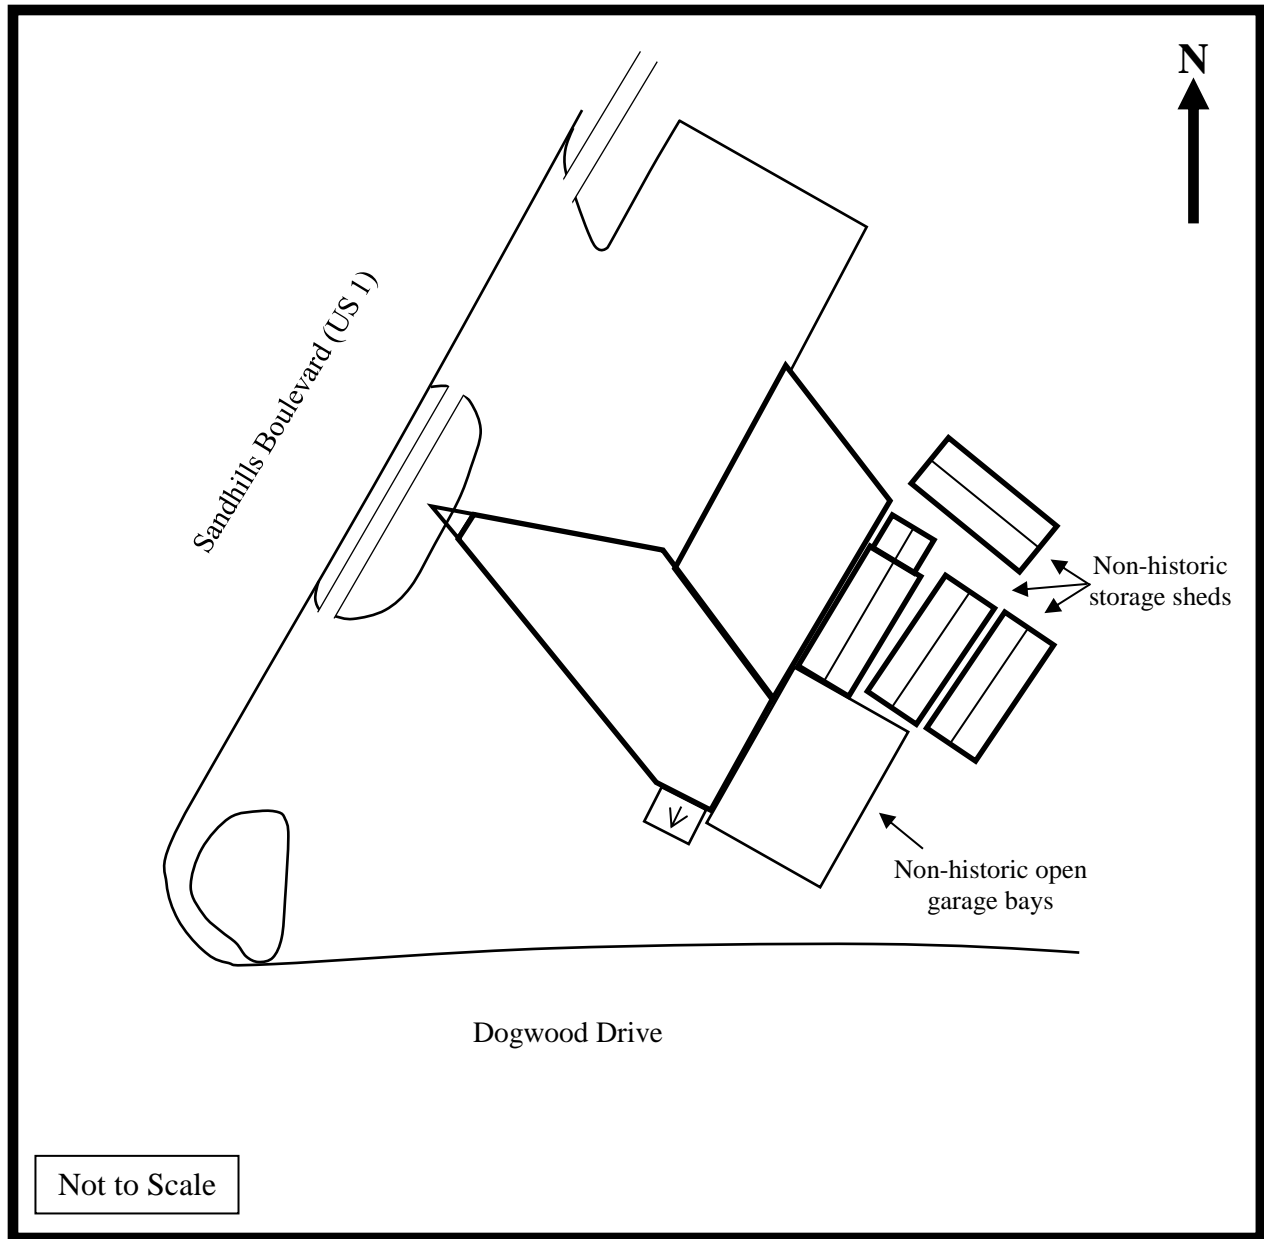 N
Sandhills Boulevard (US 1)
Non-historic
storage sheds
Non-historic open
garage bays
Dogwood Drive
Not to Scale